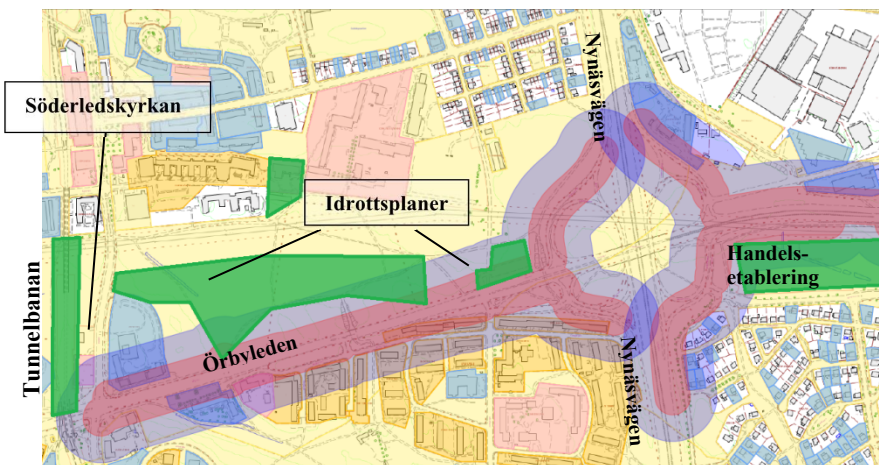 Nynäsvägen
Söderledskyrkan
Idrottsplaner
Handels-
etablering
Tunnelbanan
Örbyleden
Nynäsvägen